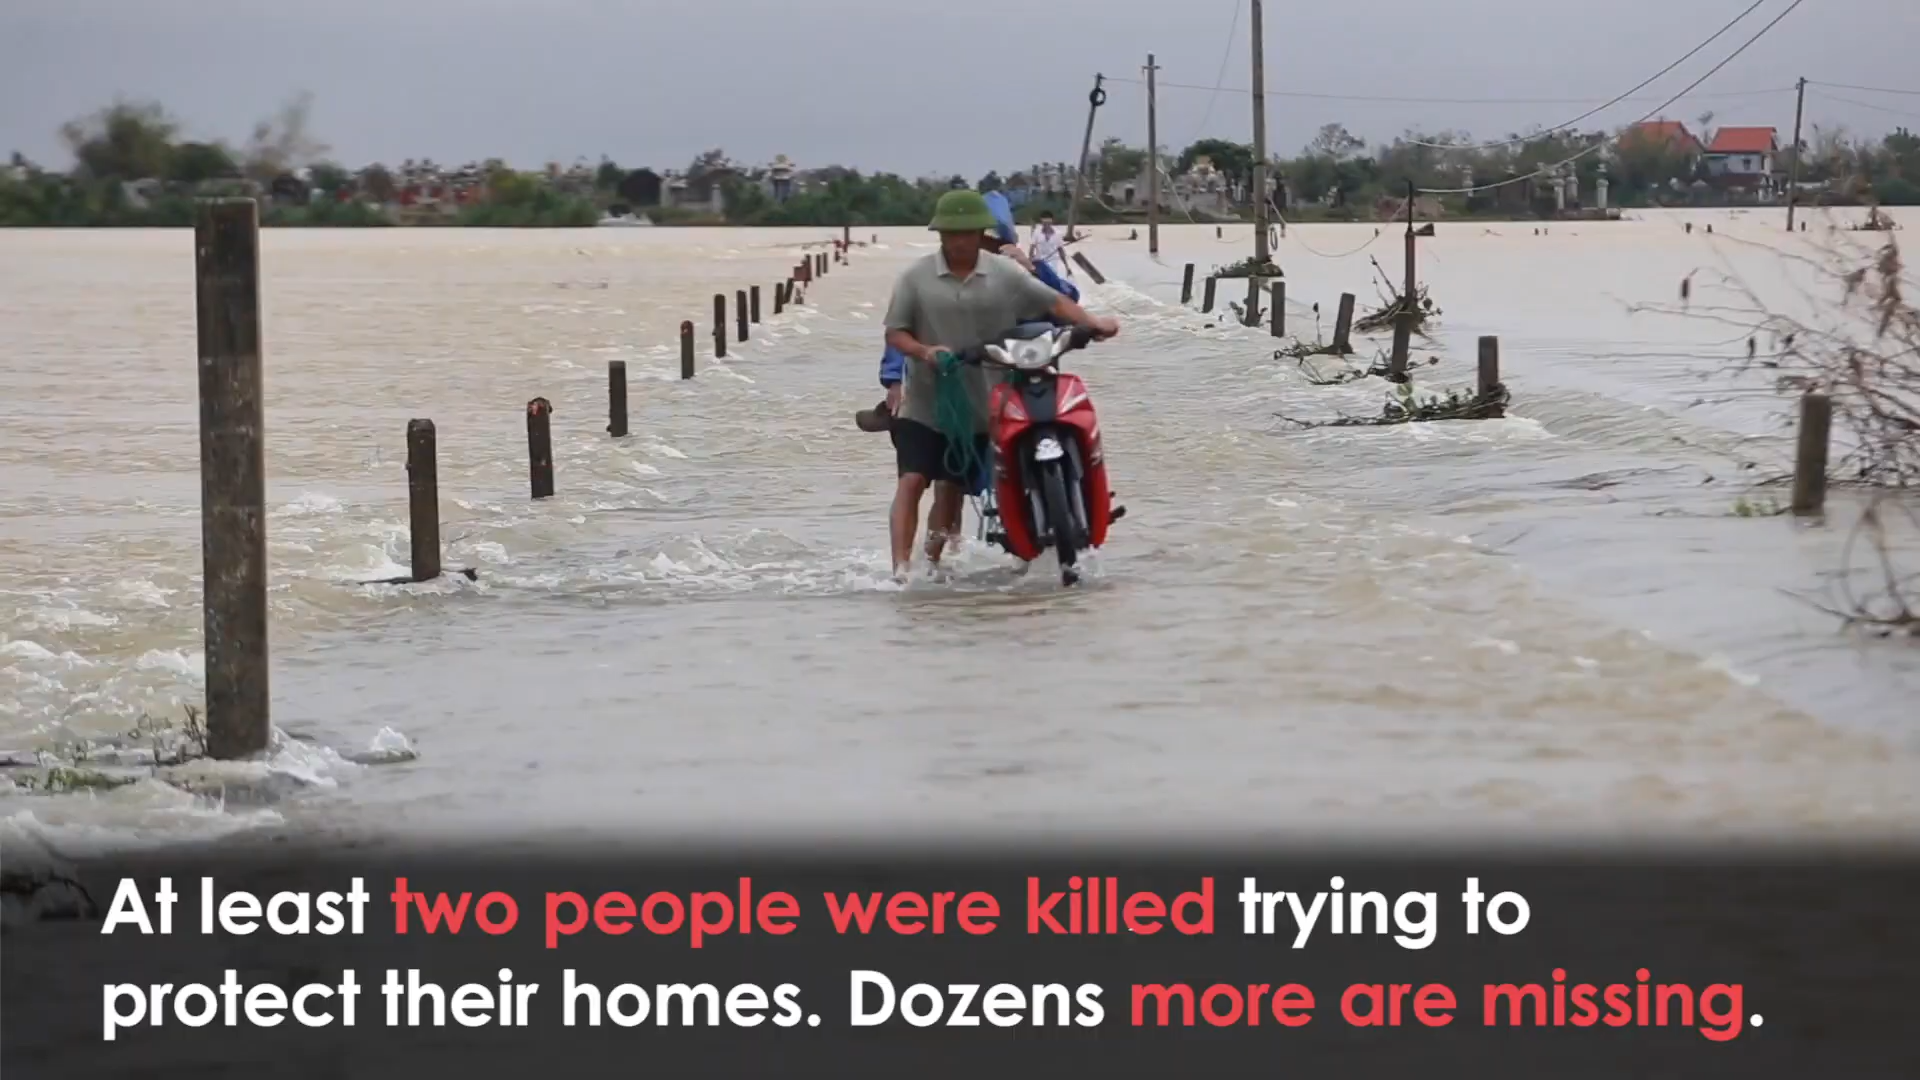 At least two people were killed trying to
protect their homes. Dozens more are missing.